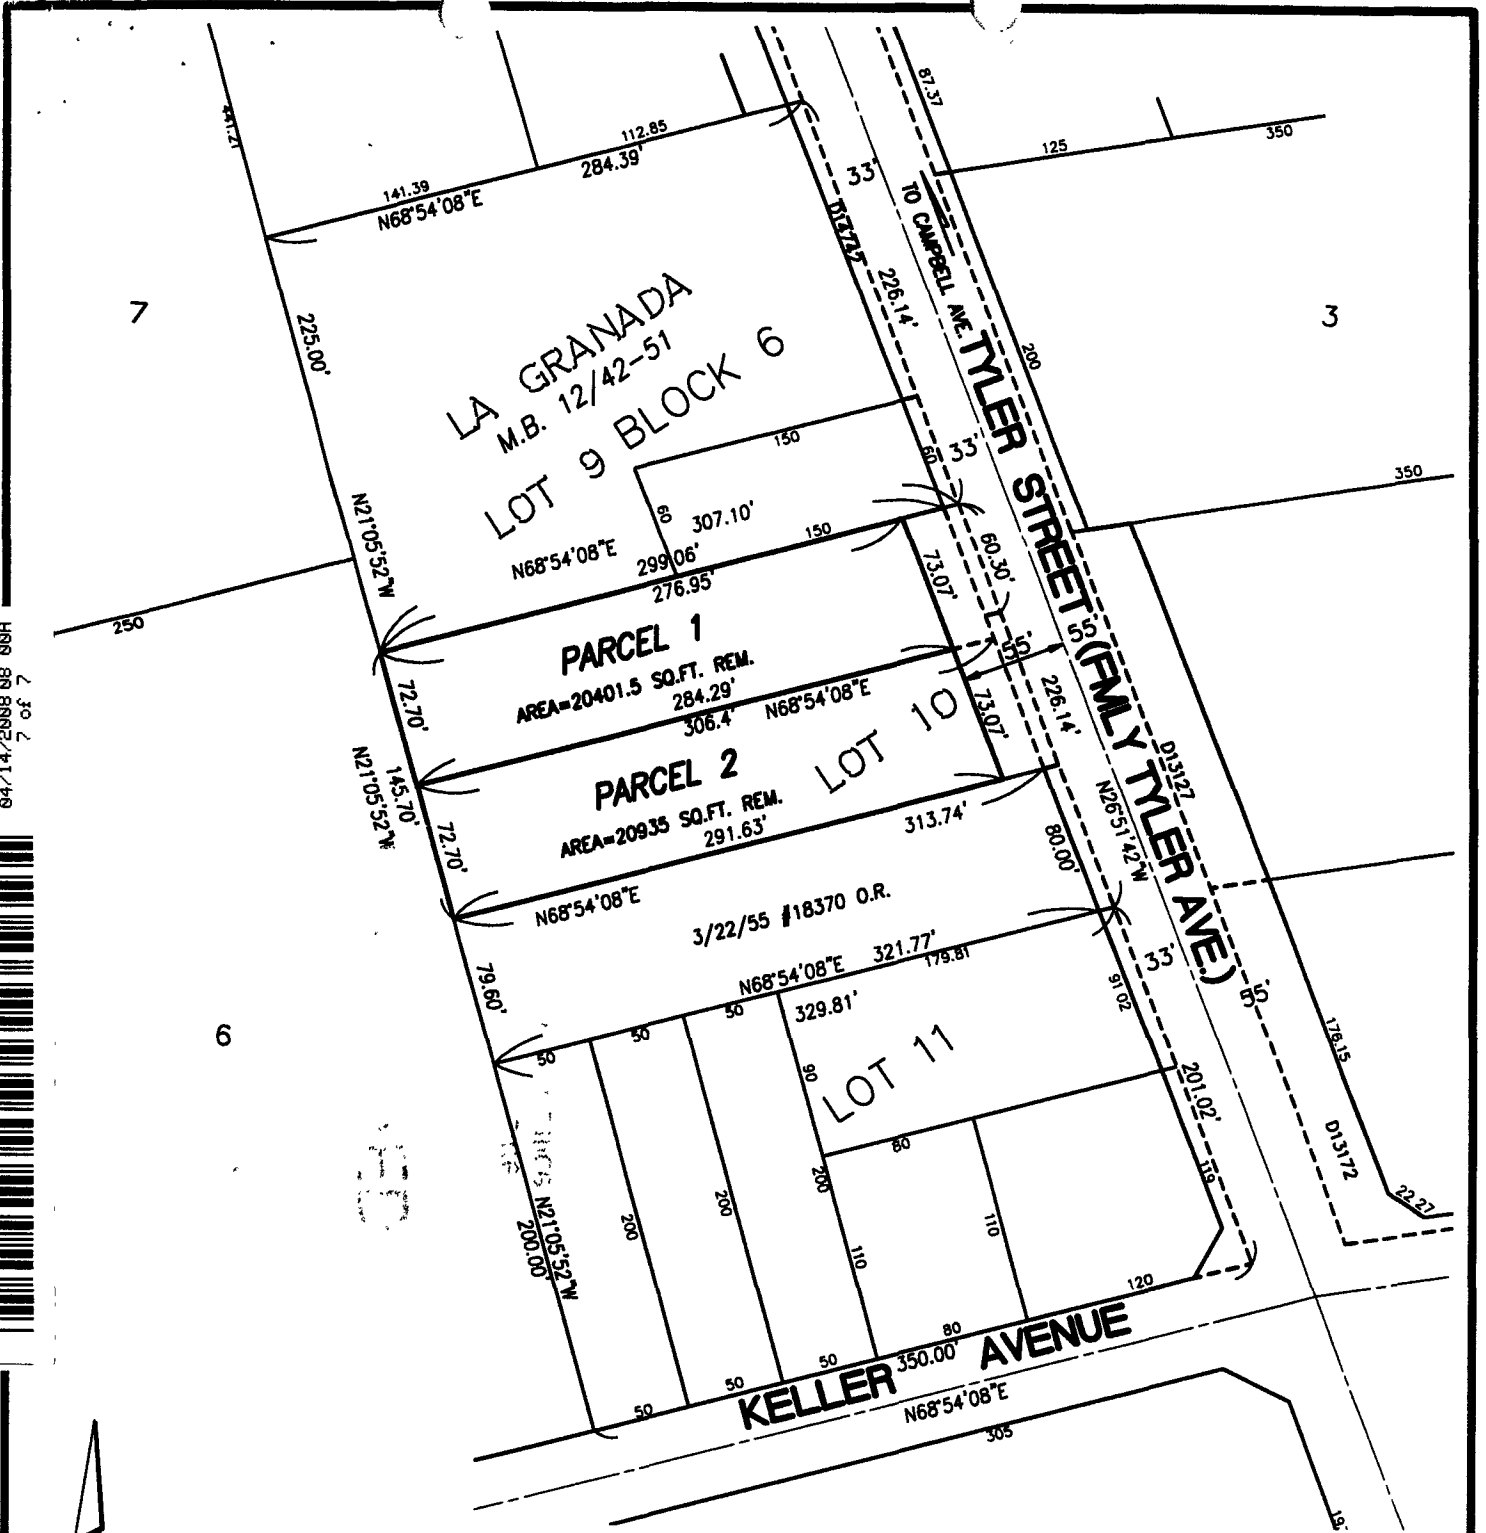 87.37
441.21
112.85
284.39'
141.39
N68°54'08"E
125
350
33'
D14742
TO CAMPBELL AVE.
226.14'
7
225.00'
LA GRANADA
M.B. 12/42-51
LOT 9 BLOCK 6
3
200
TYLER STREET (FMLY TYLER AVE.)
150
60
33'
350
N21°05'52"W
60
307.10'
150
N68°54'08"E
299.06'
276.95'
73.07'
60.30'
250
PARCEL 1
AREA=20401.5 SQ.FT. REM.
284.29'
306.4'
N68°54'08"E
55'
55'
72.70'
04/14/2008 08 00A
7 of 7
LOT 10
73.07'
226.14'
D13127
N21°05'52"W
145.70'
72.70'
PARCEL 2
AREA=20935 SQ.FT. REM.
291.63'
313.74'
N26°51'42"W
80.00'
N68°54'08"E
3/22/55 #18370 O.R.
79.60'
N68°54'08"E
321.77'
179.81
33'
55'
91 02
6
50
50
50
329.81'
LOT 11
90
176.15
201.02'
80
D13172
200
200
200
119
22.27
N21°05'52"W
200.00'
110
110
120
80
50
350.00'
KELLER AVENUE
50
50
N68°54'08"E
305